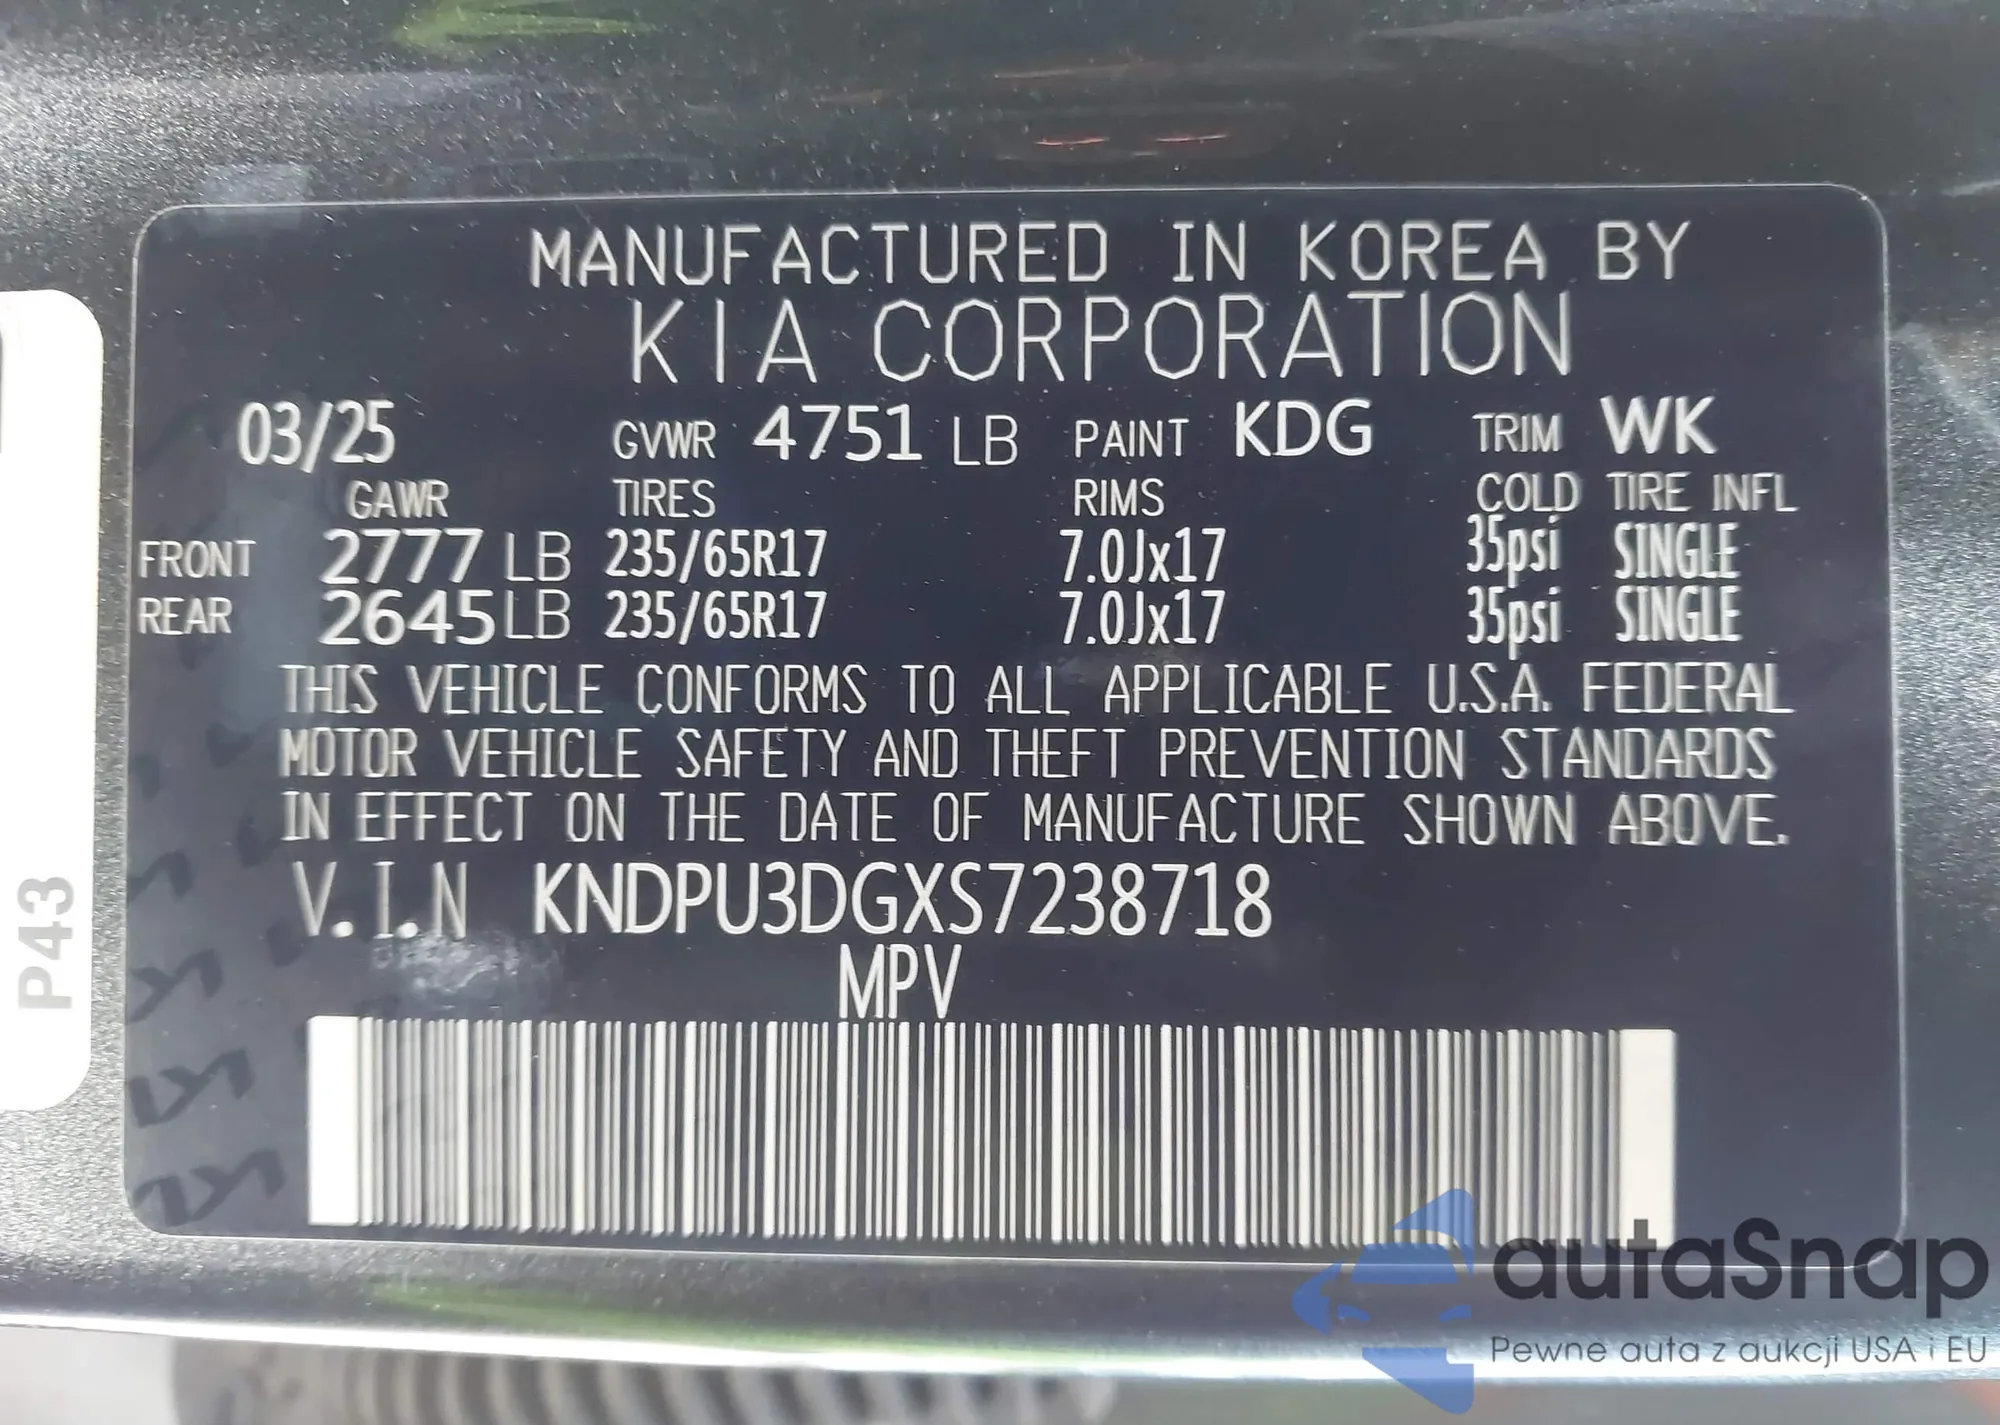 MANUFACTURED IN KOREA BY
KIA CORPORATION
03/25 GVWR 4751 LB PAINT KDG TRIM WK
GAWR TIRES RIMS COLD TIRE INFL
FRONT 2777 LB 235/65R17 7.0Jx17 35psi SINGLE
REAR 2645 LB 235/65R17 7.0Jx17 35psi SINGLE
THIS VEHICLE CONFORMS TO ALL APPLICABLE U.S.A. FEDERAL
MOTOR VEHICLE SAFETY AND THEFT PREVENTION STANDARDS
IN EFFECT ON THE DATE OF MANUFACTURE SHOWN ABOVE.
V.I.N KNDPU3DGXS7238718
MPV
P43
autaSnap
Pewne auta z aukcji USA i EU